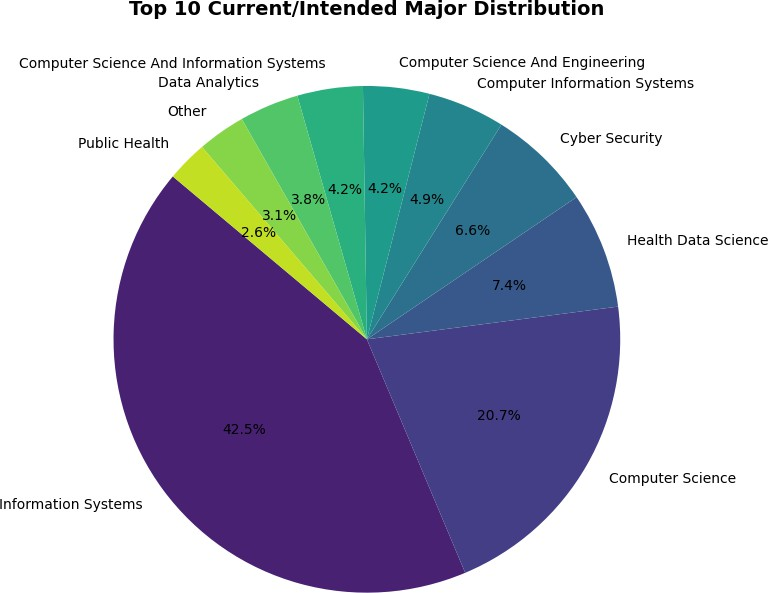 Top 10 Current/Intended Major Distribution
Computer Science And Information Systems
Computer Science And Engineering
Data Analytics
Computer Information Systems
Other
Cyber Security
Public Health
Health Data Science
Computer Science
Information Systems
4.2%
4.2%
3.8%
4.9%
3.1%
2.6%
6.6%
7.4%
20.7%
42.5%